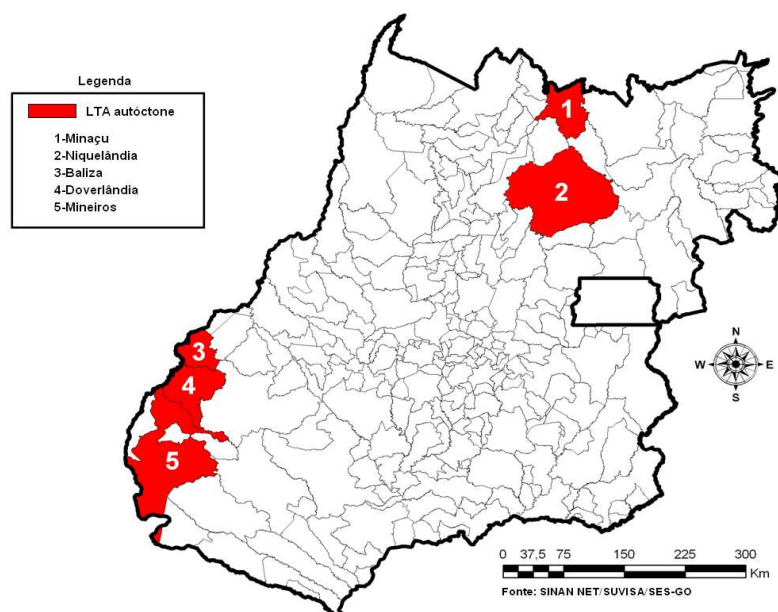 Legenda
LTA autóctone
1-Minaçu
2-Niquelândia
3-Baliza
4-Doverlândia
5-Mineiros
1
2
3
4
5
N
W E
S
0 37,5 75 150 225 300
Km
Fonte: SINAN NET/SUVISA/SES-GO